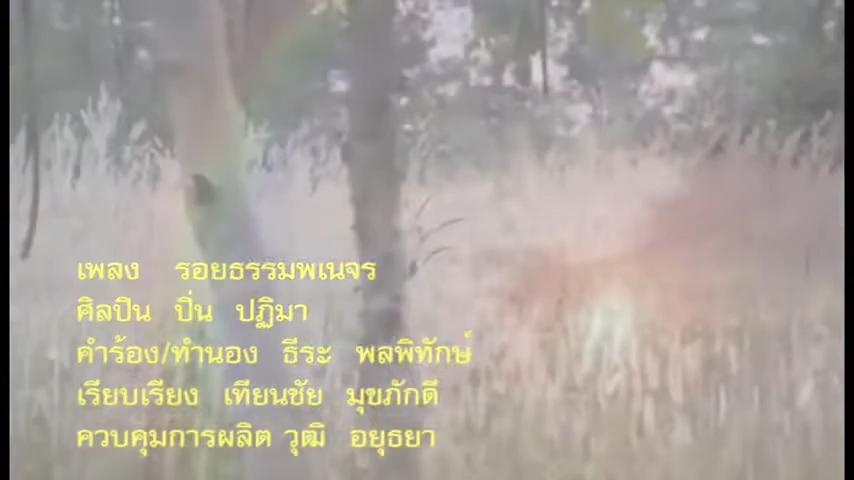 เพลง รอยธรรมพเนจร
ศิลปิน ปิ่น ปฏิมา
คำร้อง/ทำนอง ธีระ พลพิทักษ์
เรียบเรียง เทียนชัย มุขภักดี
ควบคุมการผลิต วุฒิ อยุธยา